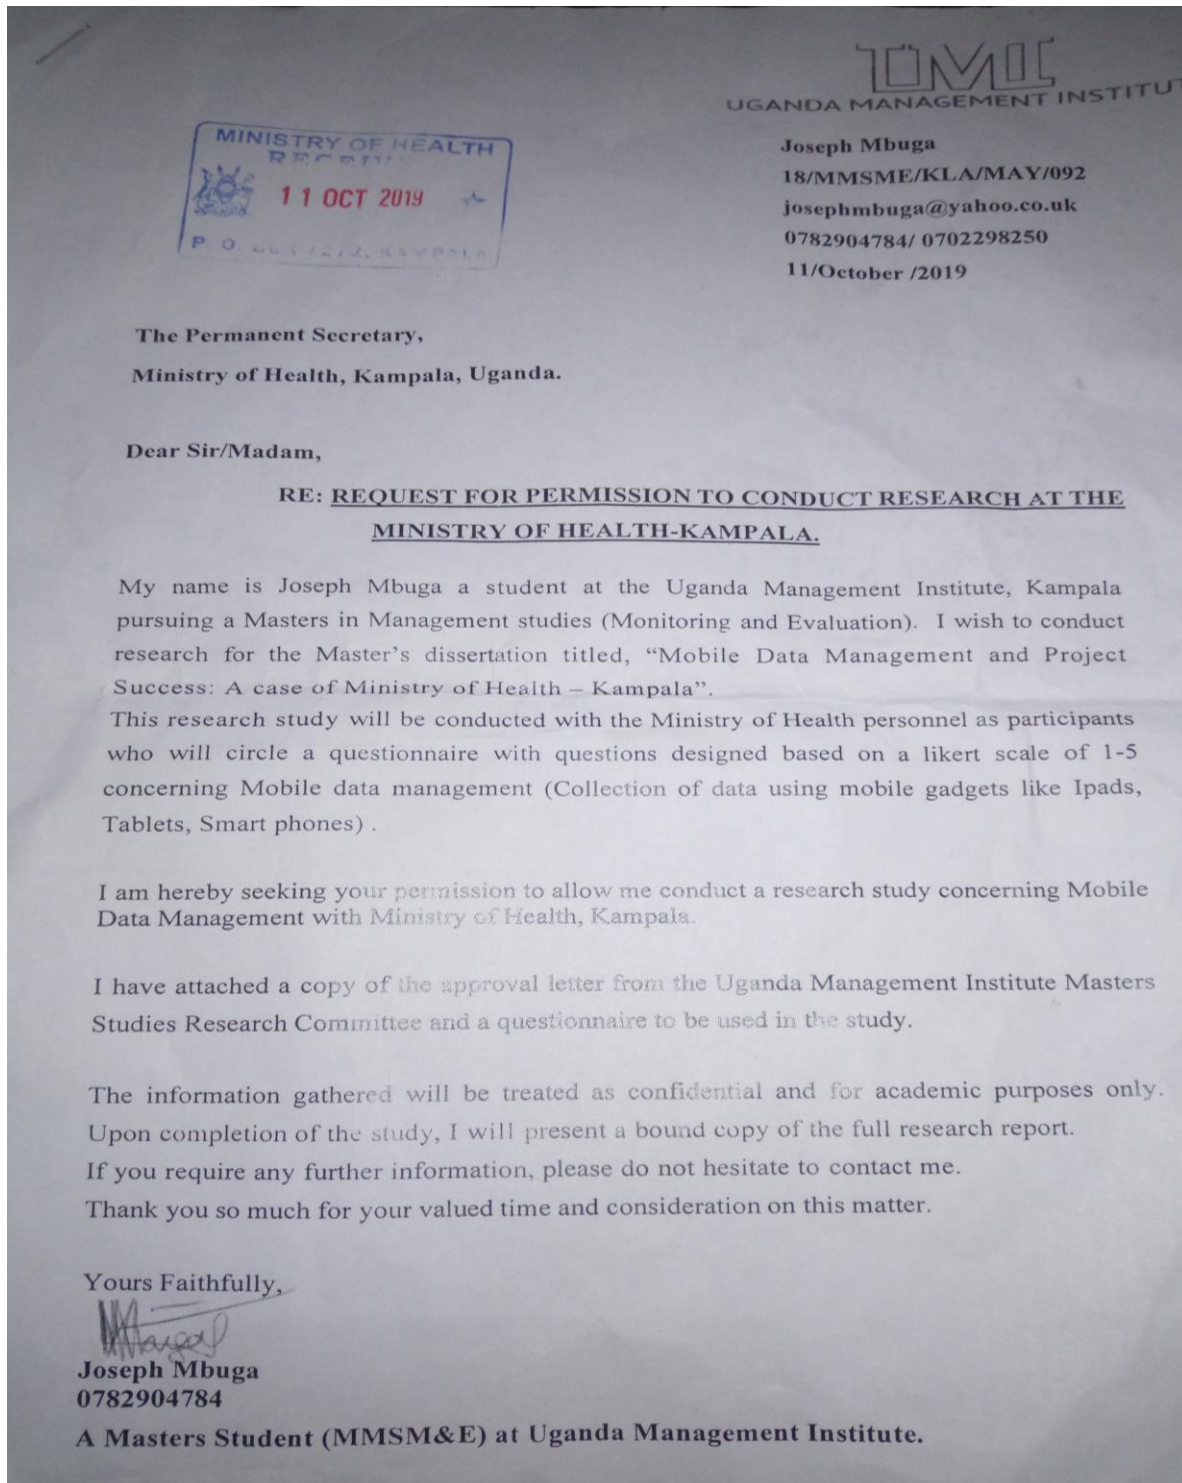 UGANDA MANAGEMENT INSTITU
MINISTRY OF HEALTH
11 OCT 2019
P. O.
KAMPALA
Joseph Mbuga
18/MMSME/KLA/MAY/092
josephmbuga@yahoo.co.uk
0782904784/ 0702298250
11/October /2019
The Permanent Secretary,
Ministry of Health, Kampala, Uganda.
Dear Sir/Madam,
RE: REQUEST FOR PERMISSION TO CONDUCT RESEARCH AT THE
MINISTRY OF HEALTH-KAMPALA.
My name is Joseph Mbuga a student at the Uganda Management Institute, Kampala
pursuing a Masters in Management studies (Monitoring and Evaluation). I wish to conduct
research for the Master's dissertation titled, “Mobile Data Management and Project
Success: A case of Ministry of Health – Kampala”.
This research study will be conducted with the Ministry of Health personnel as participants
who will circle a questionnaire with questions designed based on a likert scale of 1-5
concerning Mobile data management (Collection of data using mobile gadgets like Ipads,
Tablets, Smart phones) .
I am hereby seeking your permission to allow me conduct a research study concerning Mobile
Data Management with Ministry of Health, Kampala.
I have attached a copy of the approval letter from the Uganda Management Institute Masters
Studies Research Committee and a questionnaire to be used in the study.
The information gathered will be treated as confidential and for academic purposes only.
Upon completion of the study, I will present a bound copy of the full research report.
If you require any further information, please do not hesitate to contact me.
Thank you so much for your valued time and consideration on this matter.
Yours Faithfully,
Joseph Mbuga
0782904784
A Masters Student (MMSM&E) at Uganda Management Institute.